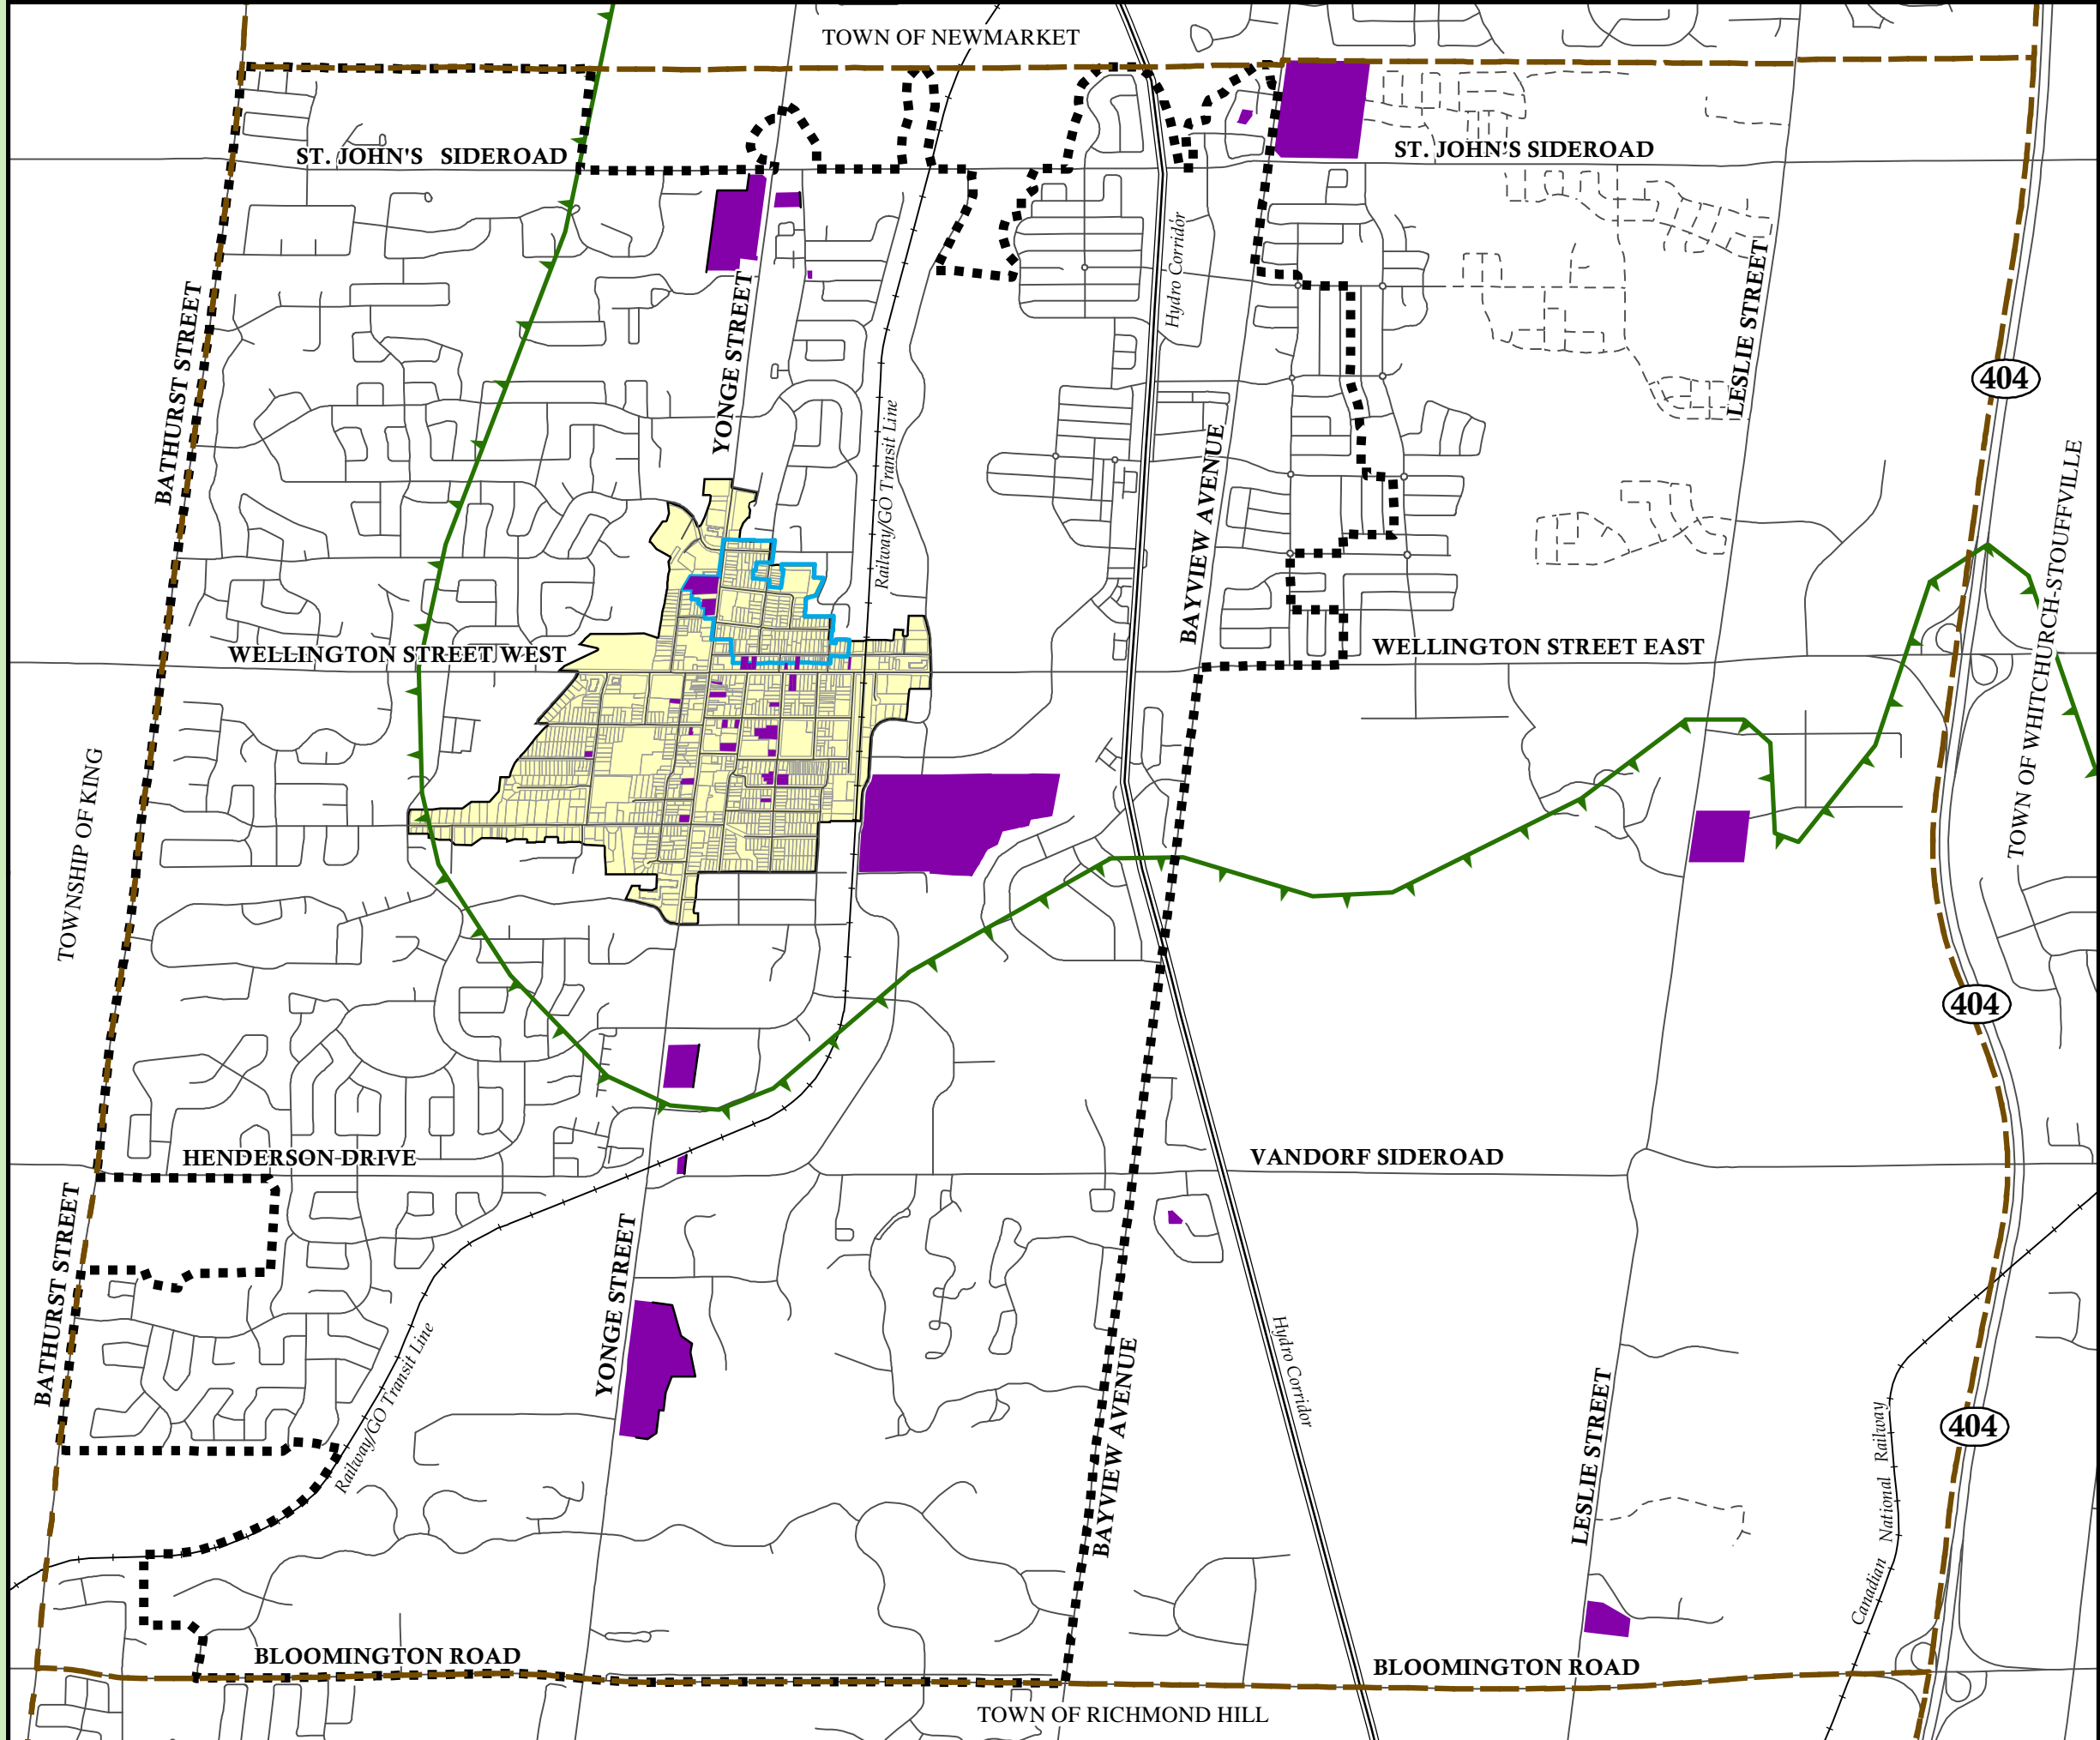 TOWN OF NEWMARKET
ST. JOHN'S SIDEROAD
ST. JOHN'S SIDEROAD
Hydro Corridor
LESLIE STREET
BATHURST STREET
YONGE STREET
404
Railway/GO Transit Line
BAYVIEW AVENUE
TOWN OF WHITCHURCH-STOUFFVILLE
WELLINGTON STREET WEST
WELLINGTON STREET EAST
TOWNSHIP OF KING
404
HENDERSON DRIVE
VANDORF SIDEROAD
BATHURST STREET
YONGE STREET
Railway/GO Transit Line
BAYVIEW AVENUE
Hydro Corridor
LESLIE STREET
404
Canadian National Railway
BLOOMINGTON ROAD
BLOOMINGTON ROAD
TOWN OF RICHMOND HILL